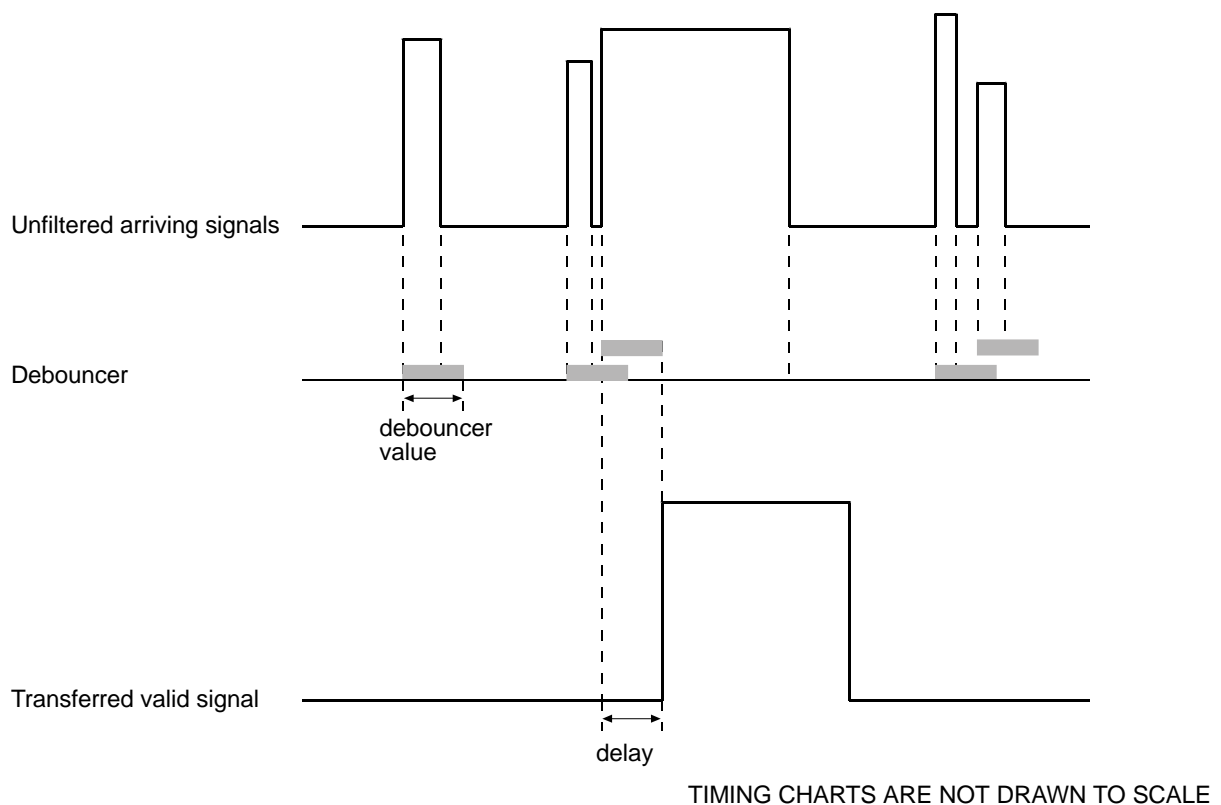 Unfiltered arriving signals
Debouncer
debouncer
value
Transferred valid signal
delay
TIMING CHARTS ARE NOT DRAWN TO SCALE